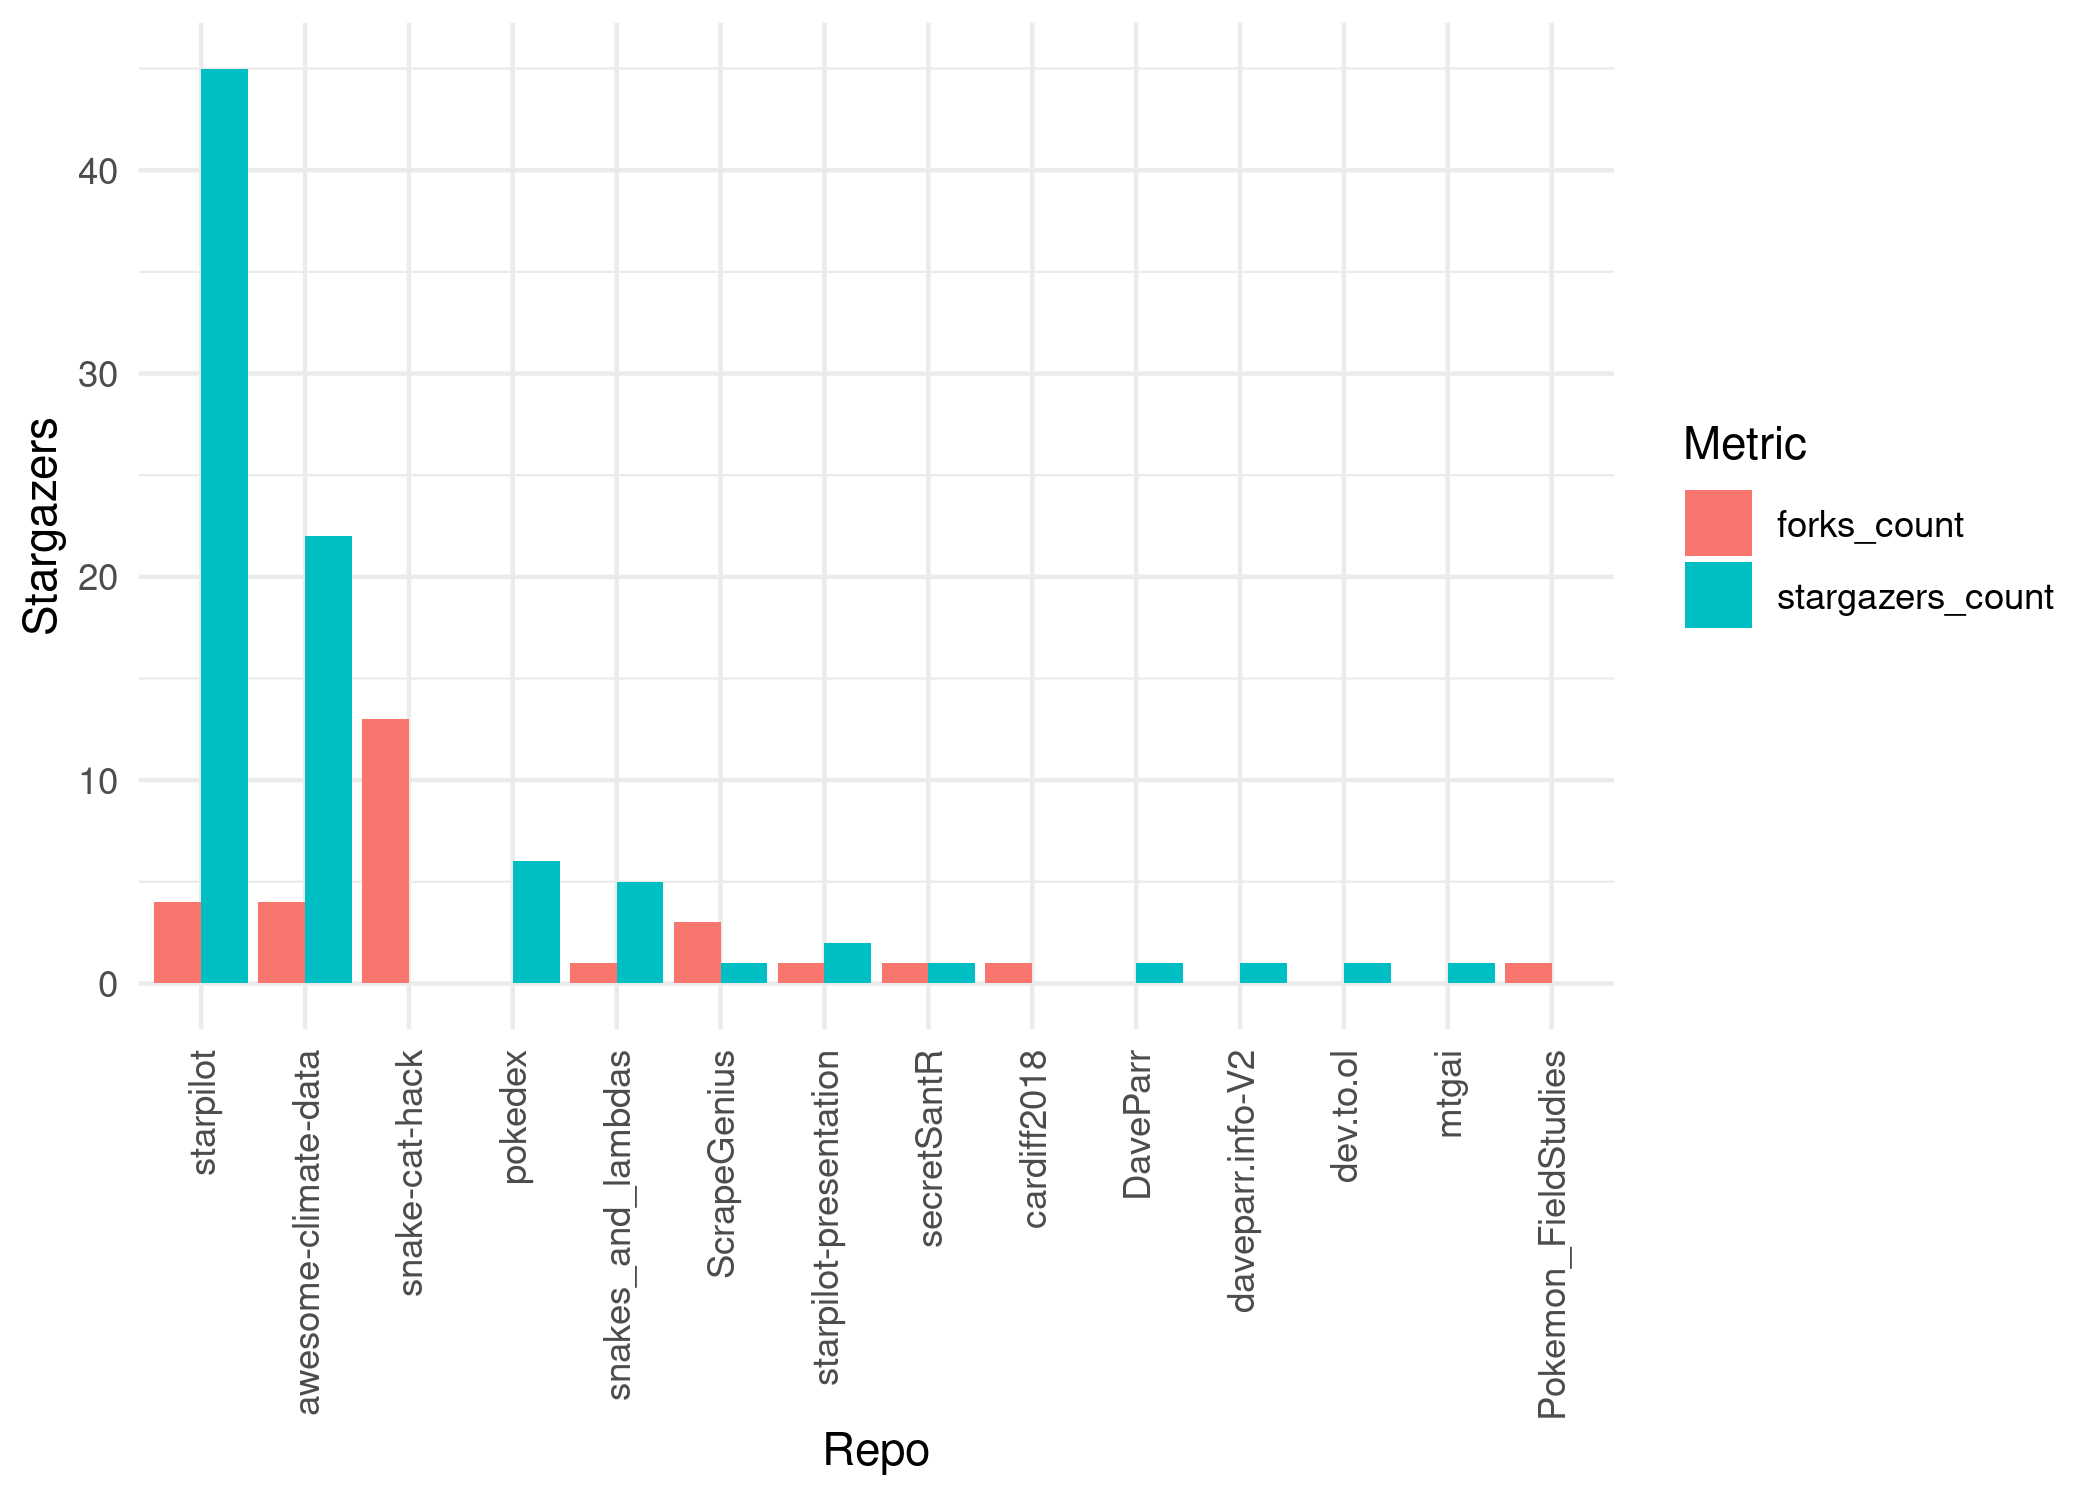 Stargazers
40
30
20
10
0
starpilot
awesome-climate-data
snake-cat-hack
pokedex
snakes_and_lambdas
ScrapeGenius
starpilot-presentation
secretSantR
cardiff2018
DaveParr
daveparr.info-V2
dev.to.ol
mtgai
Pokemon_FieldStudies
Repo
Metric
forks_count
stargazers_count